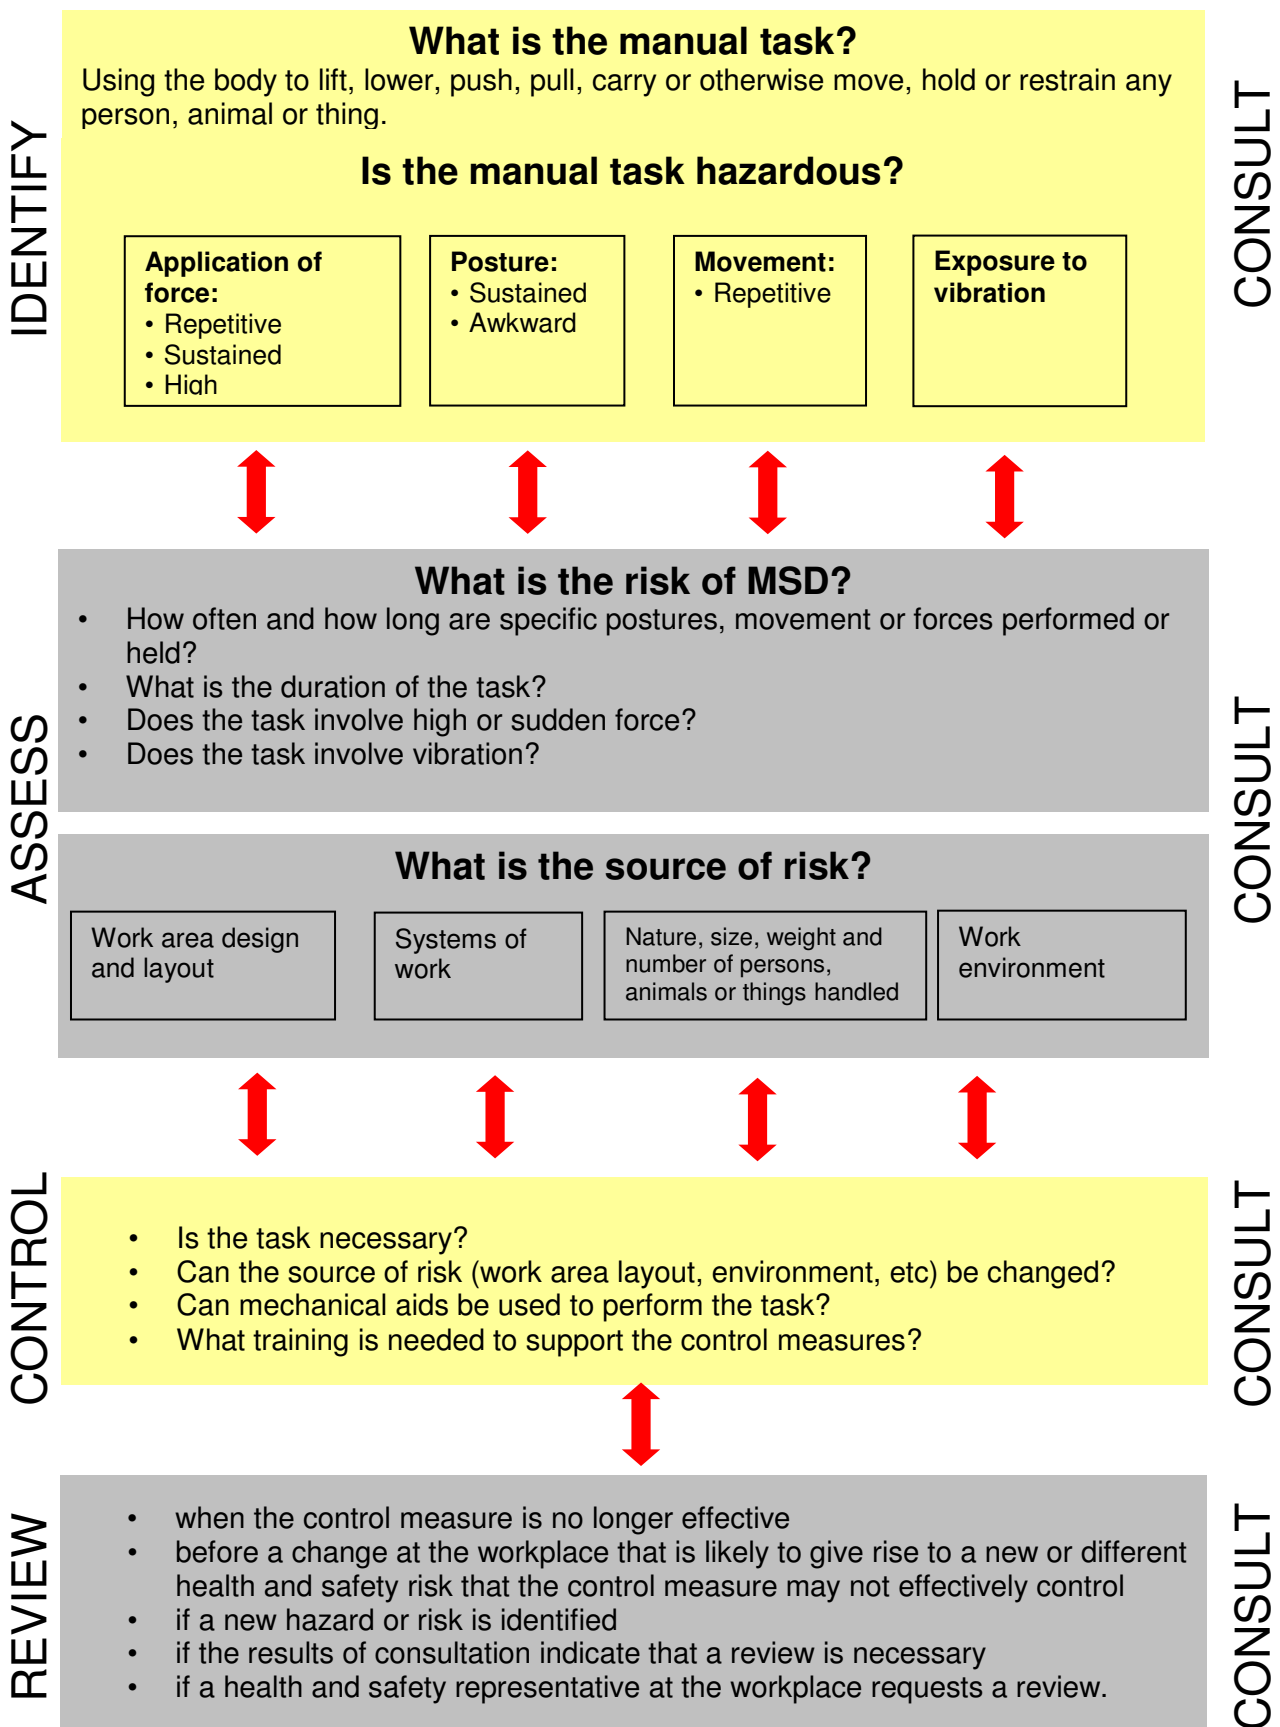 What is the manual task?
Using the body to lift, lower, push, pull, carry or otherwise move, hold or restrain any
person, animal or thing.
IDENTIFY
CONSULT
Is the manual task hazardous?
Application of
force:
• Repetitive
• Sustained
• High
Posture:
• Sustained
• Awkward
Movement:
• Repetitive
Exposure to
vibration
What is the risk of MSD?
• How often and how long are specific postures, movement or forces performed or
held?
• What is the duration of the task?
• Does the task involve high or sudden force?
• Does the task involve vibration?
ASSESS
CONSULT
What is the source of risk?
Work area design
and layout
Systems of
work
Nature, size, weight and
number of persons,
animals or things handled
Work
environment
CONTROL
CONSULT
• Is the task necessary?
• Can the source of risk (work area layout, environment, etc) be changed?
• Can mechanical aids be used to perform the task?
• What training is needed to support the control measures?
REVIEW
CONSULT
• when the control measure is no longer effective
• before a change at the workplace that is likely to give rise to a new or different
health and safety risk that the control measure may not effectively control
• if a new hazard or risk is identified
• if the results of consultation indicate that a review is necessary
• if a health and safety representative at the workplace requests a review.